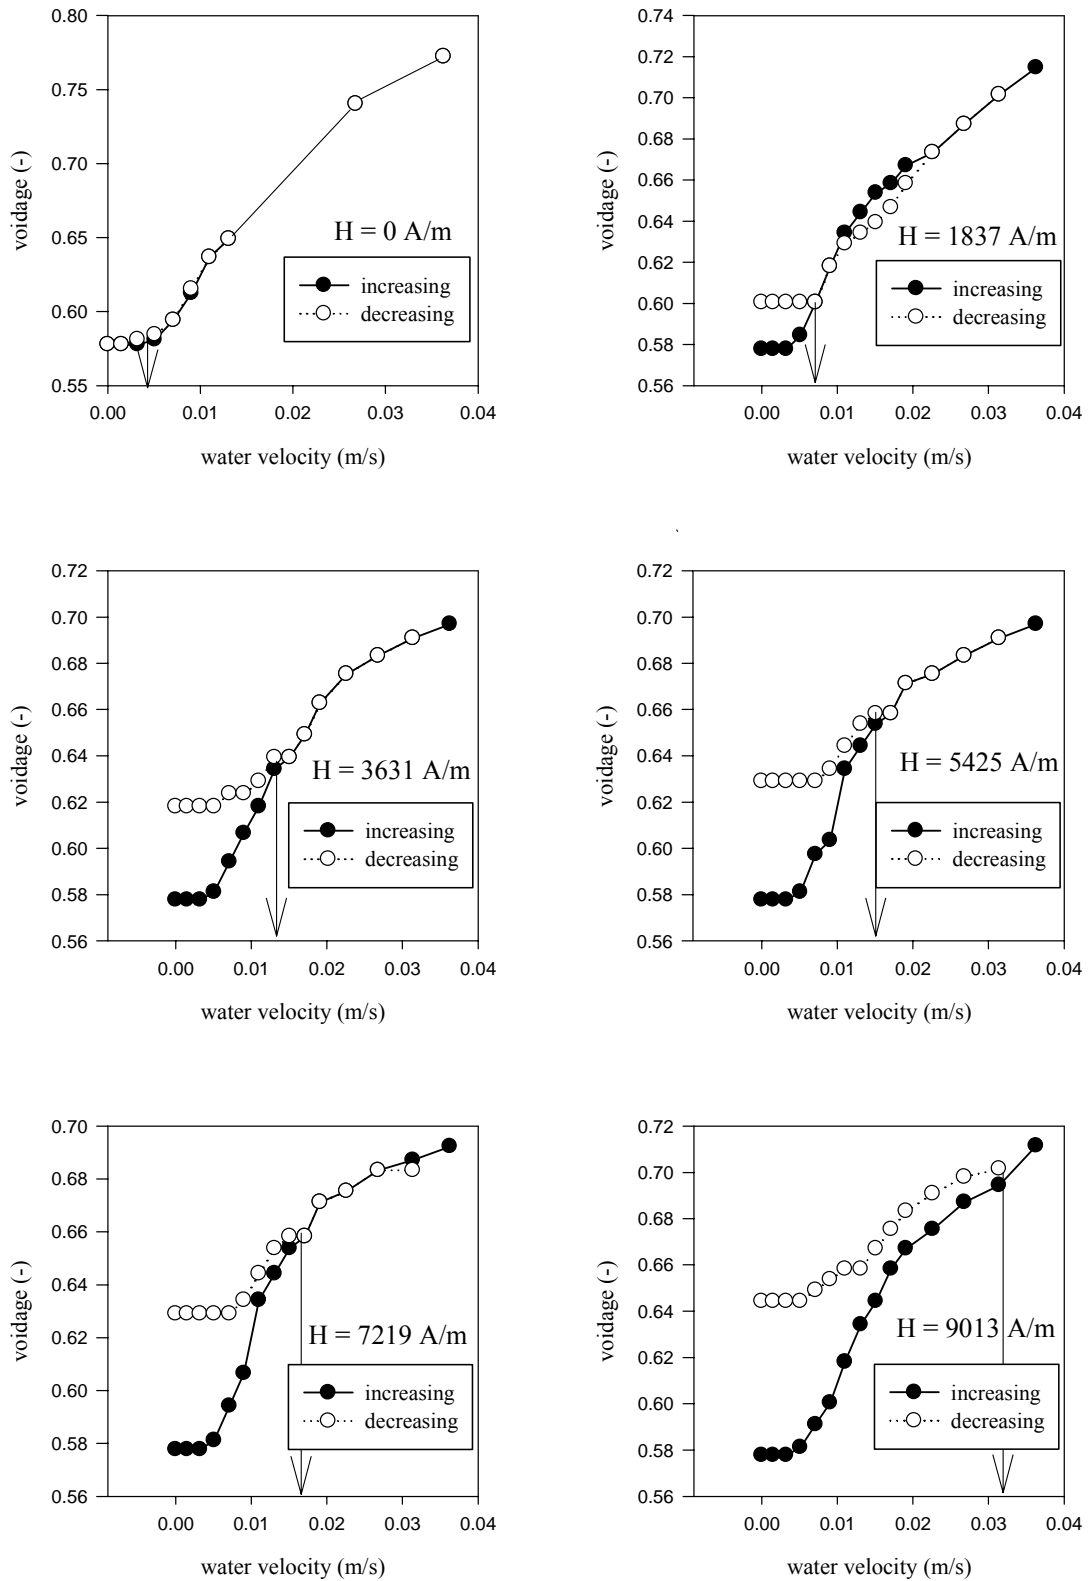 0.80
0.75
0.70
0.65
0.60
0.55
voidage (-)
H = 0 A/m
increasing
decreasing
0.00 0.01 0.02 0.03 0.04
water velocity (m/s)
0.74
0.72
0.70
0.68
0.66
0.64
0.62
0.60
0.58
0.56
voidage (-)
H = 1837 A/m
increasing
decreasing
0.00 0.01 0.02 0.03 0.04
water velocity (m/s)
0.72
0.70
0.68
0.66
0.64
0.62
0.60
0.58
0.56
voidage (-)
H = 3631 A/m
increasing
decreasing
0.00 0.01 0.02 0.03 0.04
water velocity (m/s)
0.72
0.70
0.68
0.66
0.64
0.62
0.60
0.58
0.56
voidage (-)
H = 5425 A/m
increasing
decreasing
0.00 0.01 0.02 0.03 0.04
water velocity (m/s)
0.70
0.68
0.66
0.64
0.62
0.60
0.58
0.56
voidage (-)
H = 7219 A/m
increasing
decreasing
0.00 0.01 0.02 0.03 0.04
water velocity (m/s)
0.72
0.70
0.68
0.66
0.64
0.62
0.60
0.58
0.56
voidage (-)
H = 9013 A/m
increasing
decreasing
0.00 0.01 0.02 0.03 0.04
water velocity (m/s)